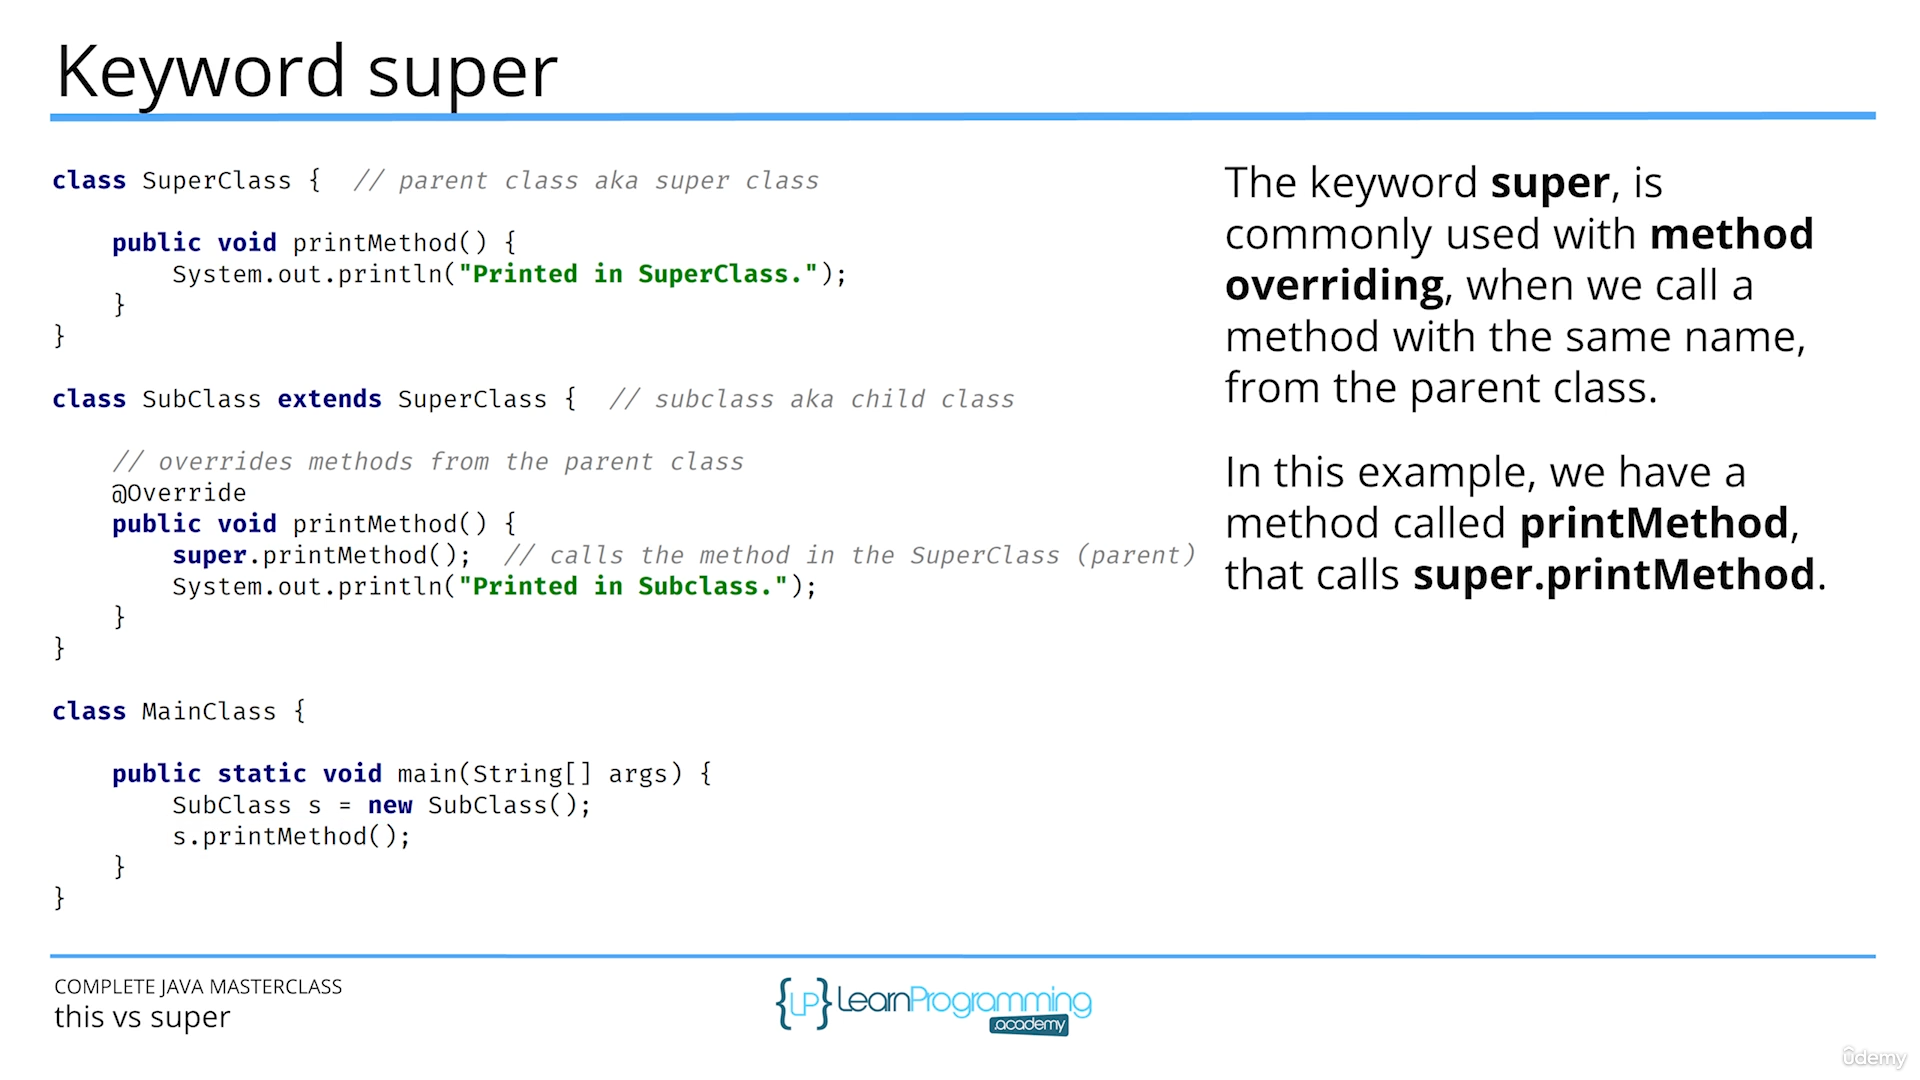 Keyword super
class SuperClass {  // parent class aka super class
    public void printMethod() {
        System.out.println("Printed in SuperClass.");
    }
}
class SubClass extends SuperClass {  // subclass aka child class
    // overrides methods from the parent class
    @Override
    public void printMethod() {
        super.printMethod();  // calls the method in the SuperClass (parent)
        System.out.println("Printed in Subclass.");
    }
}
class MainClass {
    public static void main(String[] args) {
        SubClass s = new SubClass();
        s.printMethod();
    }
}
The keyword super, is
commonly used with method
overriding, when we call a
method with the same name,
from the parent class.
In this example, we have a
method called printMethod,
that calls super.printMethod.
COMPLETE JAVA MASTERCLASS
this vs super
{LP} LearnProgramming
.academy
ûdemy